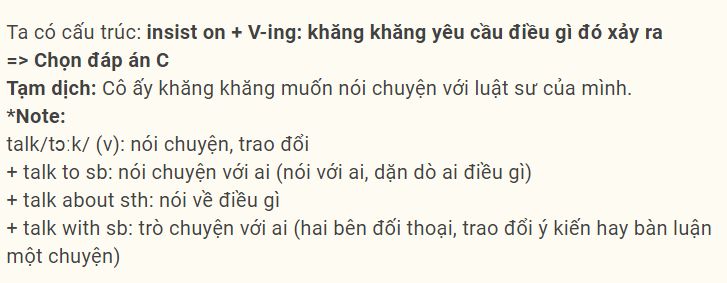 Ta có cấu trúc: insist on + V-ing: khăng khăng yêu cầu điều gì đó xảy ra
=> Chọn đáp án C
Tạm dịch: Cô ấy khăng khăng muốn nói chuyện với luật sư của mình.
*Note:
talk/tɔːk/ (v): nói chuyện, trao đổi
+ talk to sb: nói chuyện với ai (nói với ai, dặn dò ai điều gì)
+ talk about sth: nói về điều gì
+ talk with sb: trò chuyện với ai (hai bên đối thoại, trao đổi ý kiến hay bàn luận
một chuyện)